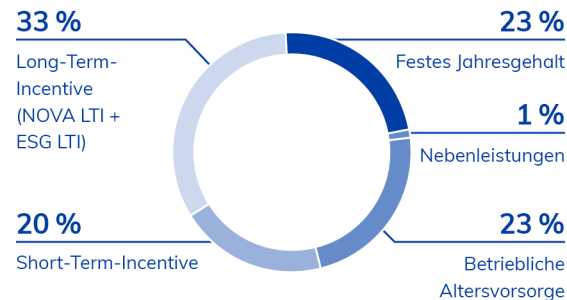 33 %
Long-Term-
Incentive
(NOVA LTI +
ESG LTI)
23 %
Festes Jahresgehalt
1 %
Nebenleistungen
20 %
Short-Term-Incentive
23 %
Betriebliche
Altersvorsorge